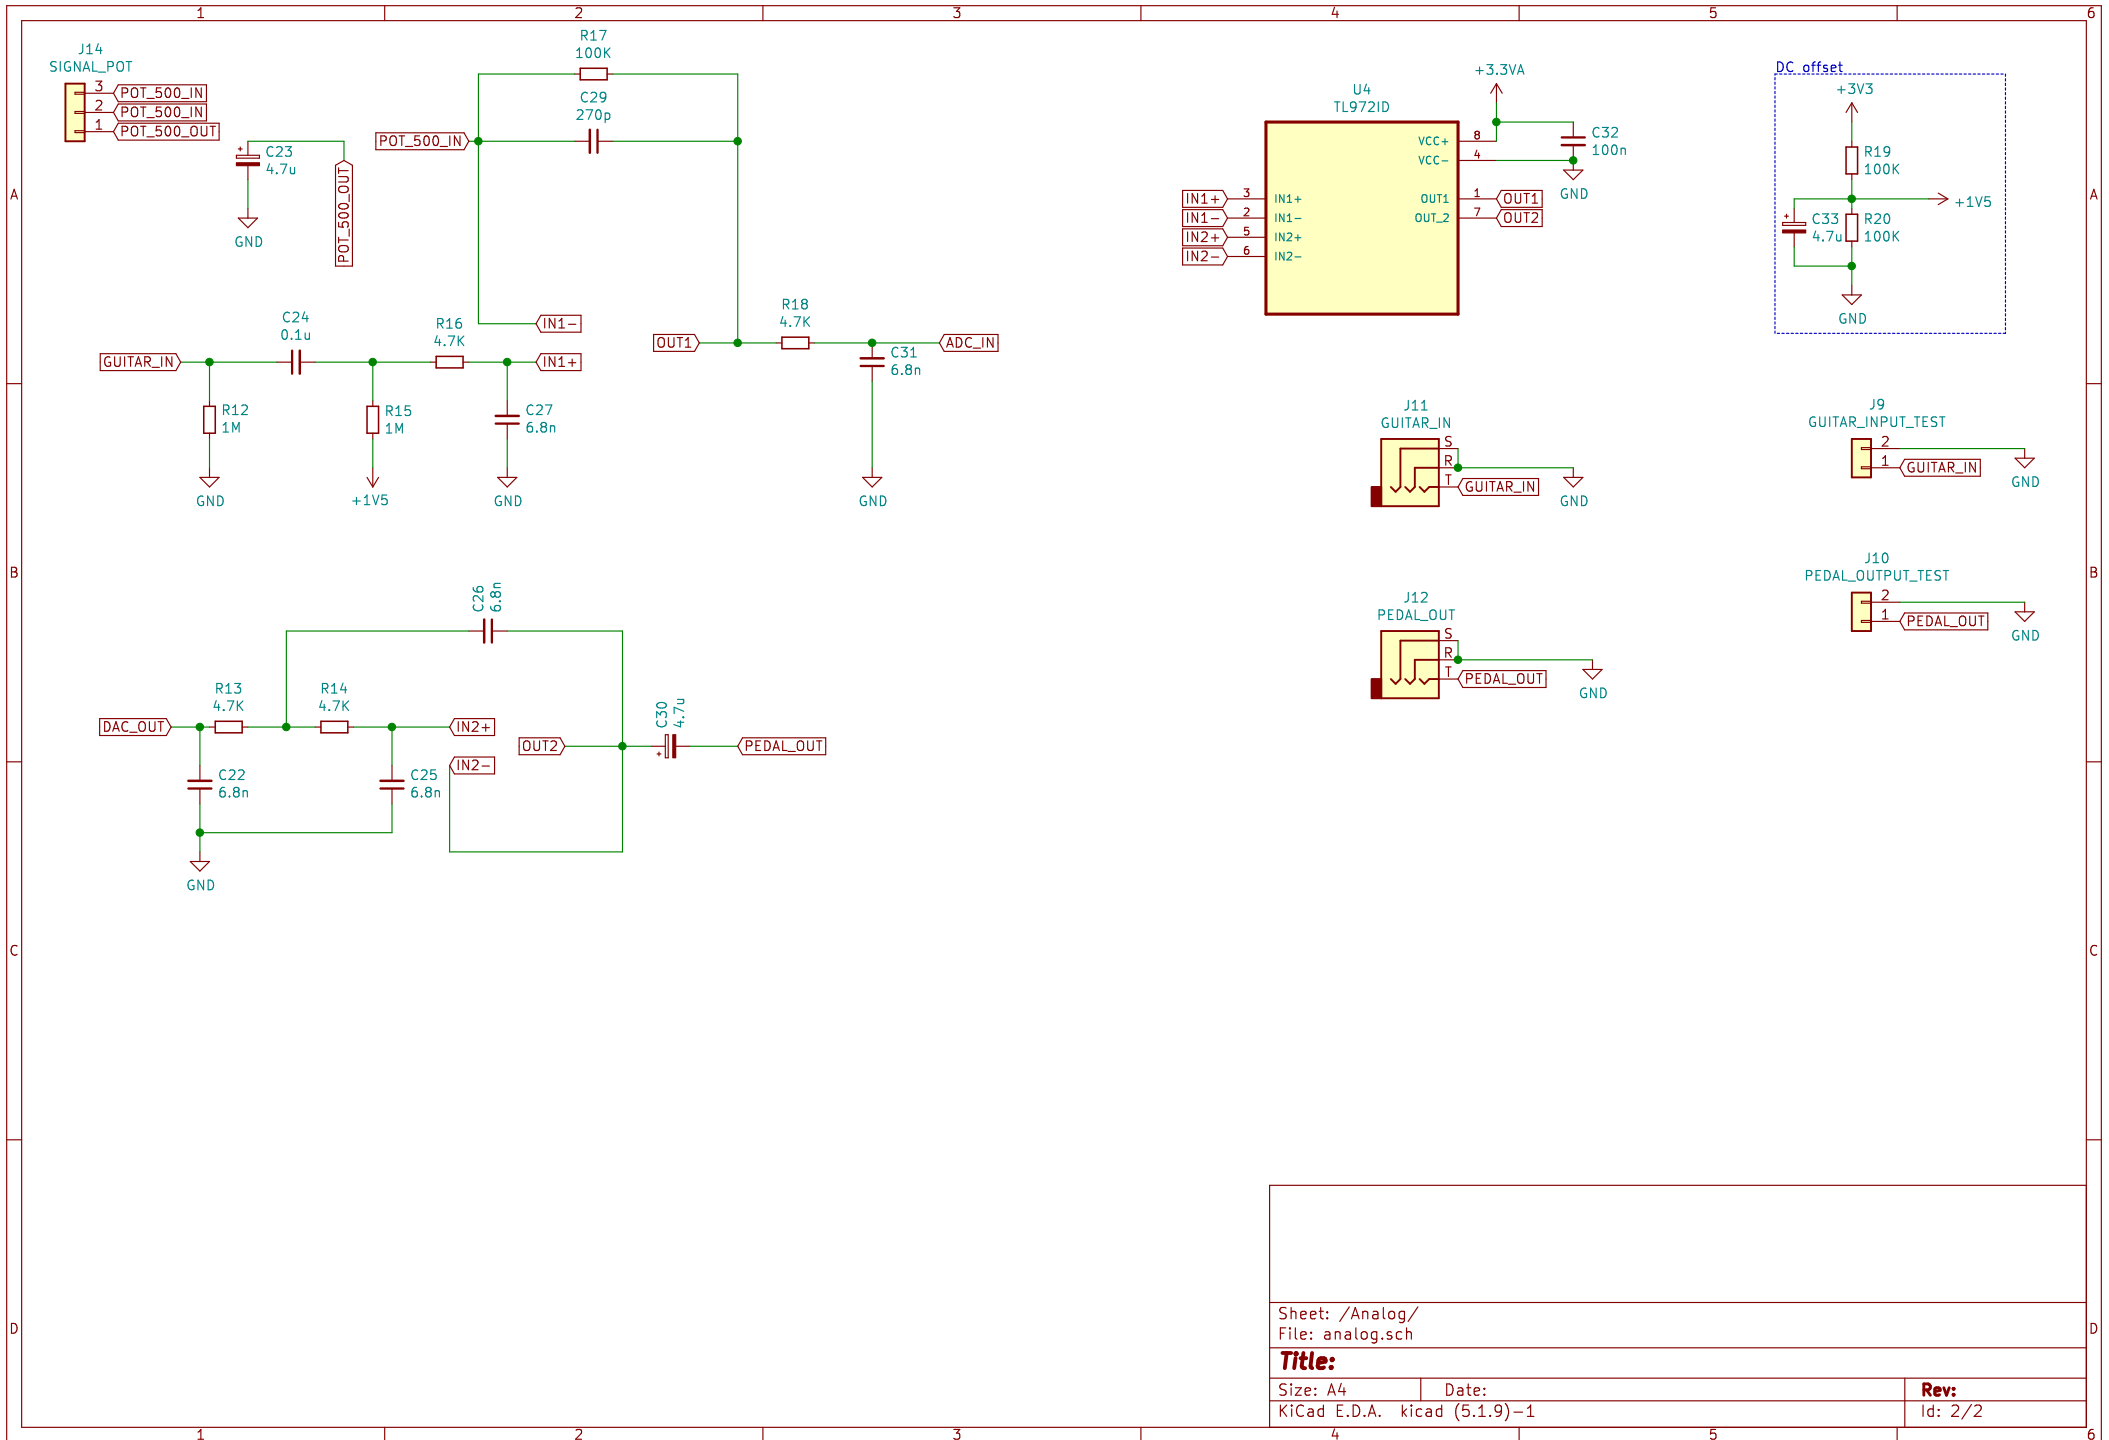 1 2 3 4 5 6
J14
SIGNAL_POT
3 POT_500_IN
2 POT_500_IN
1 POT_500_OUT
C23
4.7u
GND
POT_500_OUT
R17
100K
C29
270p
POT_500_IN
IN1-
C24
0.1u
R16
4.7K
GUITAR_IN
IN1+
R12
1M
R15
1M
C27
6.8n
GND
+1V5
GND
OUT1
R18
4.7K
ADC_IN
C31
6.8n
GND
+3.3VA
U4
TL972ID
VCC+ 8
VCC- 4
C32
100n
GND
IN1+ 3 IN1+
IN1- 2 IN1-
IN2+ 5 IN2+
IN2- 6 IN2-
OUT1 1 OUT1
OUT_2 7 OUT2
DC offset
+3V3
R19
100K
+1V5
C33
4.7u
R20
100K
GND
A A
J11
GUITAR_IN
S
R
T GUITAR_IN
GND
J9
GUITAR_INPUT_TEST
2
1 GUITAR_IN
GND
B B
C26
6.8n
R13
4.7K
R14
4.7K
DAC_OUT
IN2+
IN2-
OUT2
C30
4.7u
PEDAL_OUT
C22
6.8n
C25
6.8n
GND
J12
PEDAL_OUT
S
R
T PEDAL_OUT
GND
J10
PEDAL_OUTPUT_TEST
2
1 PEDAL_OUT
GND
C C
D D
Sheet: /Analog/
File: analog.sch
Title:
Size: A4 Date: Rev:
KiCad E.D.A. kicad (5.1.9)-1 Id: 2/2
1 2 3 4 5 6